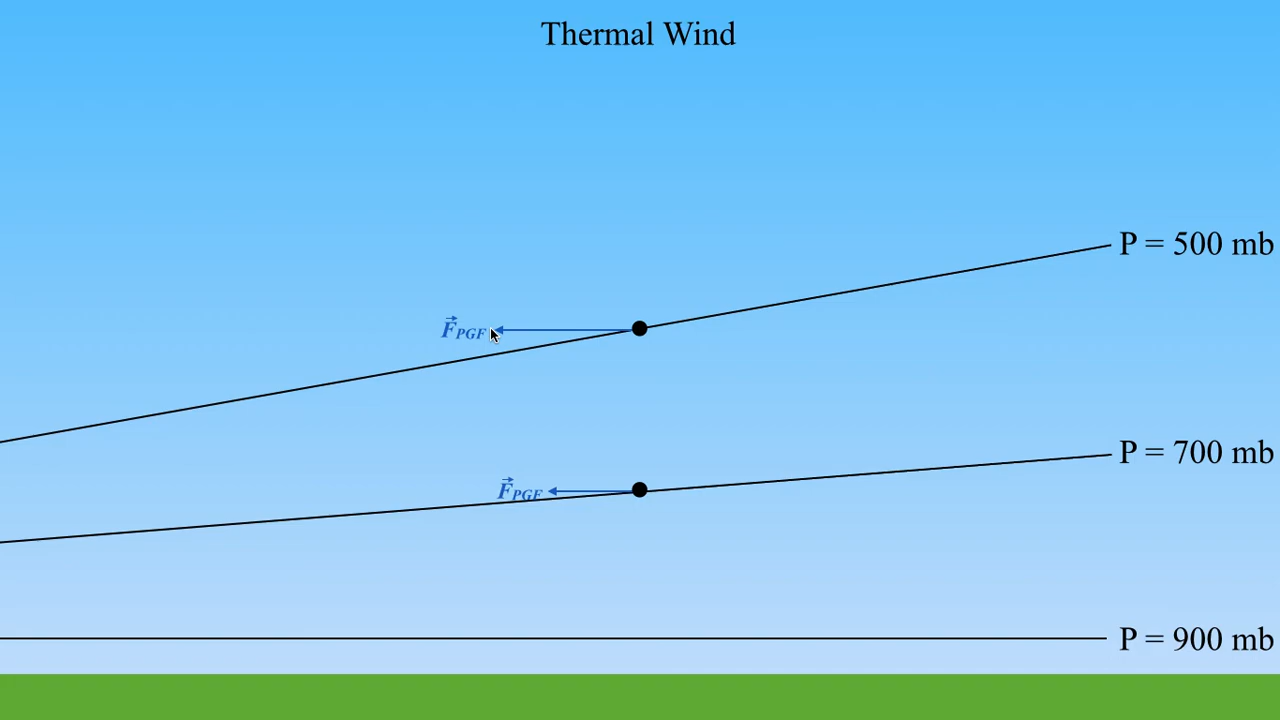 Thermal Wind
P = 500 mb
F⃗PGF
P = 700 mb
F⃗PGF
P = 900 mb